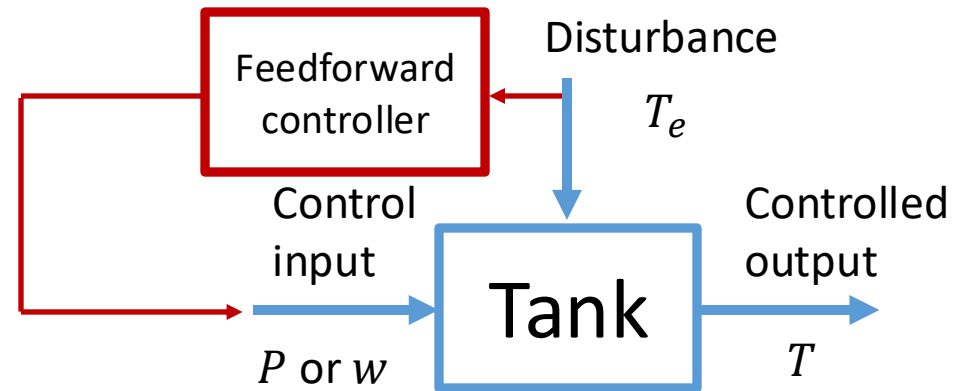 Feedforward
controller
Disturbance
T_e
Control
input
P or w
Tank
Controlled
output
T